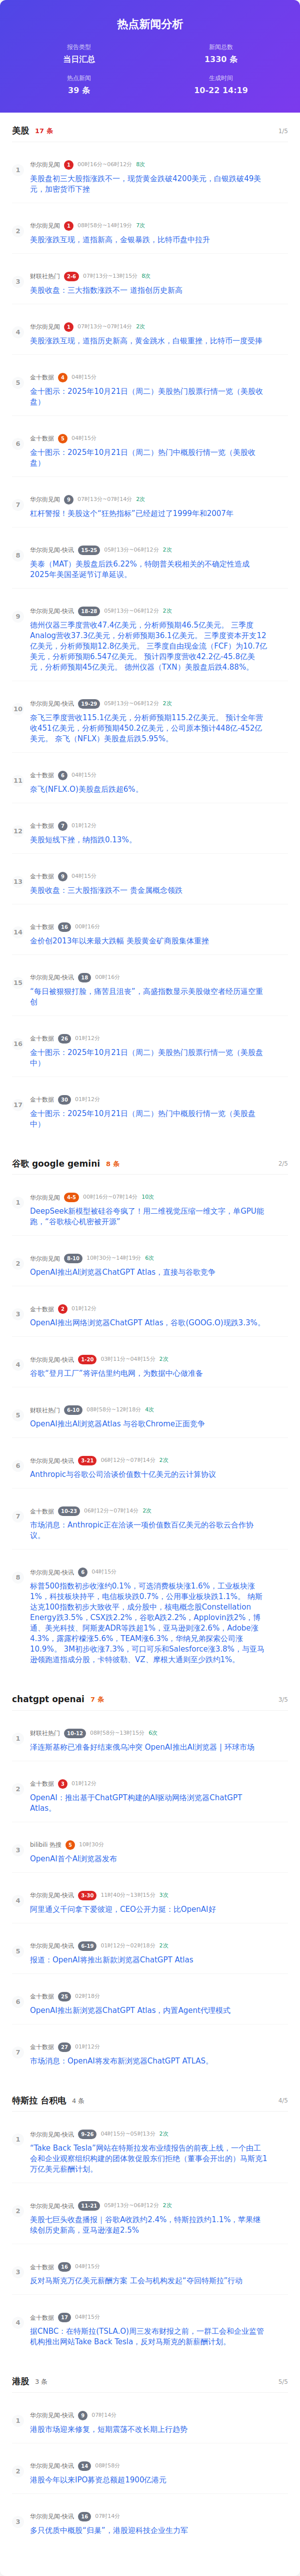 热点新闻分析
报告类型
当日汇总
新闻总数
1330 条
热点新闻
39 条
生成时间
10-22 14:19
美股 17 条 1/5
1
华尔街见闻 1 00时16分~06时12分 8次
美股盘初三大股指涨跌不一，现货黄金跌破4200美元，白银跌破49美
元，加密货币下挫
2
华尔街见闻 1 08时58分~14时19分 7次
美股涨跌互现，道指新高，金银暴跌，比特币盘中拉升
3
财联社热门 2-6 07时13分~13时15分 8次
美股收盘：三大指数涨跌不一 道指创历史新高
4
华尔街见闻 1 07时13分~07时14分 2次
美股涨跌互现，道指历史新高，黄金跳水，白银重挫，比特币一度受捧
5
金十数据 4 04时15分
金十图示：2025年10月21日（周二）美股热门股票行情一览（美股收
盘）
6
金十数据 5 04时15分
金十图示：2025年10月21日（周二）热门中概股行情一览（美股收
盘）
7
华尔街见闻 9 07时13分~07时14分 2次
杠杆警报！美股这个“狂热指标”已经超过了1999年和2007年
8
华尔街见闻-快讯 15-25 05时13分~06时12分 2次
美泰（MAT）美股盘后跌6.22%，特朗普关税相关的不确定性造成
2025年美国圣诞节订单延误。
9
华尔街见闻-快讯 18-28 05时13分~06时12分 2次
德州仪器三季度营收47.4亿美元，分析师预期46.5亿美元。 三季度
Analog营收37.3亿美元，分析师预期36.1亿美元。 三季度资本开支12
亿美元，分析师预期12.8亿美元。 三季度自由现金流（FCF）为10.7亿
美元，分析师预期6.547亿美元。 预计四季度营收42.2亿-45.8亿美
元，分析师预期45亿美元。 德州仪器（TXN）美股盘后跌4.88%。
10
华尔街见闻-快讯 19-29 05时13分~06时12分 2次
奈飞三季度营收115.1亿美元，分析师预期115.2亿美元。 预计全年营
收451亿美元，分析师预期450.2亿美元，公司原本预计448亿-452亿
美元。 奈飞（NFLX）美股盘后跌5.95%。
11
金十数据 6 04时15分
奈飞(NFLX.O)美股盘后跌超6%。
12
金十数据 7 01时12分
美股短线下挫，纳指跌0.13%。
13
金十数据 9 04时15分
美股收盘：三大股指涨跌不一 贵金属概念领跌
14
金十数据 16 00时16分
金价创2013年以来最大跌幅 美股黄金矿商股集体重挫
15
华尔街见闻-快讯 18 00时16分
“每日被狠狠打脸，痛苦且沮丧”，高盛指数显示美股做空者经历逼空重
创
16
金十数据 26 01时12分
金十图示：2025年10月21日（周二）美股热门股票行情一览（美股盘
中）
17
金十数据 30 01时12分
金十图示：2025年10月21日（周二）热门中概股行情一览（美股盘
中）
谷歌 google gemini 8 条 2/5
1
华尔街见闻 4-5 00时16分~07时14分 10次
DeepSeek新模型被硅谷夸疯了！用二维视觉压缩一维文字，单GPU能
跑，“谷歌核心机密被开源”
2
华尔街见闻 8-10 10时30分~14时19分 6次
OpenAI推出AI浏览器ChatGPT Atlas，直接与谷歌竞争
3
金十数据 2 01时12分
OpenAI推出网络浏览器ChatGPT Atlas，谷歌(GOOG.O)现跌3.3%。
4
华尔街见闻-快讯 1-20 03时11分~04时15分 2次
谷歌“登月工厂”将评估里约电网，为数据中心做准备
5
财联社热门 6-10 08时58分~12时18分 4次
OpenAI推出AI浏览器Atlas 与谷歌Chrome正面竞争
6
华尔街见闻-快讯 3-21 06时12分~07时14分 2次
Anthropic与谷歌公司洽谈价值数十亿美元的云计算协议
7
金十数据 10-23 06时12分~07时14分 2次
市场消息：Anthropic正在洽谈一项价值数百亿美元的谷歌云合作协
议。
8
华尔街见闻-快讯 6 04时15分
标普500指数初步收涨约0.1%，可选消费板块涨1.6%，工业板块涨
1%，科技板块持平，电信板块跌0.7%，公用事业板块跌1.1%。 纳斯
达克100指数初步大致收平，成分股中，核电概念股Constellation
Energy跌3.5%，CSX跌2.2%，谷歌A跌2.2%，Applovin跌2%，博
通、美光科技、阿斯麦ADR等跌超1%，亚马逊则涨2.6%，Adobe涨
4.3%，露露柠檬涨5.6%，TEAM涨6.3%，华纳兄弟探索公司涨
10.9%。 3M初步收涨7.3%，可口可乐和Salesforce涨3.8%，与亚马
逊领跑道指成分股，卡特彼勒、VZ、摩根大通则至少跌约1%。
chatgpt openai 7 条 3/5
1
财联社热门 10-12 08时58分~13时15分 6次
泽连斯基称已准备好结束俄乌冲突 OpenAI推出AI浏览器 | 环球市场
2
金十数据 3 01时12分
OpenAI：推出基于ChatGPT构建的AI驱动网络浏览器ChatGPT
Atlas。
3
bilibili 热搜 5 10时30分
OpenAI首个AI浏览器发布
4
华尔街见闻-快讯 3-30 11时40分~13时15分 3次
阿里通义千问拿下爱彼迎，CEO公开力挺：比OpenAI好
5
华尔街见闻-快讯 6-19 01时12分~02时18分 2次
报道：OpenAI将推出新款浏览器ChatGPT Atlas
6
金十数据 25 02时18分
OpenAI推出新浏览器ChatGPT Atlas，内置Agent代理模式
7
金十数据 27 01时12分
市场消息：OpenAI将发布新浏览器ChatGPT ATLAS。
特斯拉 台积电 4 条 4/5
1
华尔街见闻-快讯 9-26 04时15分~05时13分 2次
“Take Back Tesla”网站在特斯拉发布业绩报告的前夜上线，一个由工
会和企业观察组织构建的团体敦促股东们拒绝（董事会开出的）马斯克1
万亿美元薪酬计划。
2
华尔街见闻-快讯 11-21 05时13分~06时12分 2次
美股七巨头收盘播报｜谷歌A收跌约2.4%，特斯拉跌约1.1%，苹果继
续创历史新高，亚马逊涨超2.5%
3
金十数据 16 04时15分
反对马斯克万亿美元薪酬方案 工会与机构发起“夺回特斯拉”行动
4
金十数据 17 04时15分
据CNBC：在特斯拉(TSLA.O)周三发布财报之前，一群工会和企业监管
机构推出网站Take Back Tesla，反对马斯克的新薪酬计划。
港股 3 条 5/5
1
华尔街见闻 9 07时14分
港股市场迎来修复，短期震荡不改长期上行趋势
2
华尔街见闻-快讯 14 08时58分
港股今年以来IPO募资总额超1900亿港元
3
华尔街见闻-快讯 16 07时14分
多只优质中概股“归巢”，港股迎科技企业生力军